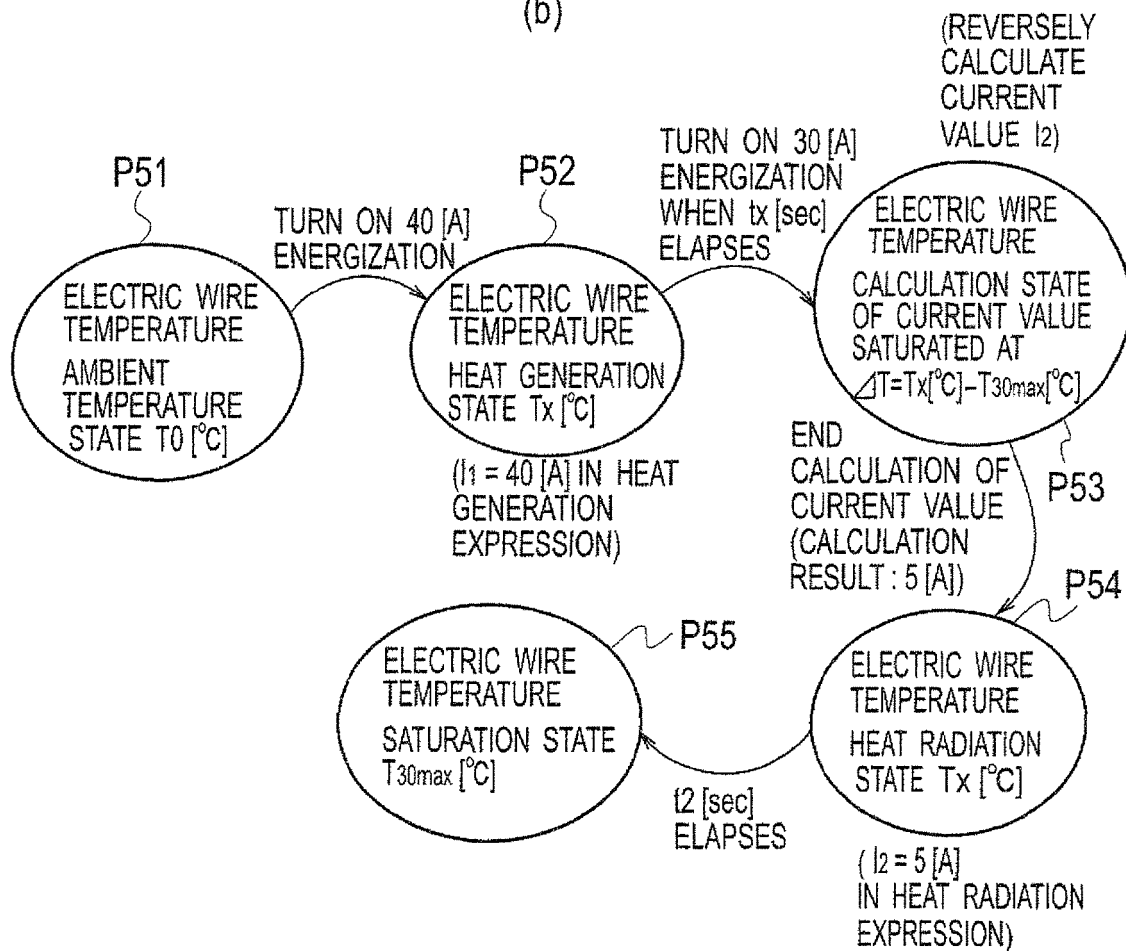 (b)
(REVERSELY
CALCULATE
CURRENT
VALUE I2)
P51
TURN ON 40 [A]
ENERGIZATION
P52
TURN ON 30 [A]
ENERGIZATION
WHEN tx [sec]
ELAPSES
ELECTRIC WIRE
TEMPERATURE
AMBIENT
TEMPERATURE
STATE T0 [°C]
ELECTRIC WIRE
TEMPERATURE
HEAT GENERATION
STATE Tx [°C]
(I1 = 40 [A] IN HEAT
GENERATION
EXPRESSION)
ELECTRIC WIRE
TEMPERATURE
CALCULATION STATE
OF CURRENT VALUE
SATURATED AT
⊿T=Tx[°C]−T30max[°C]
P53
END
CALCULATION OF
CURRENT VALUE
(CALCULATION
RESULT : 5 [A])
P54
ELECTRIC WIRE
TEMPERATURE
HEAT RADIATION
STATE Tx [°C]
( I2 = 5 [A]
IN HEAT RADIATION
EXPRESSION)
t2 [sec]
ELAPSES
P55
ELECTRIC WIRE
TEMPERATURE
SATURATION STATE
T30max [°C]